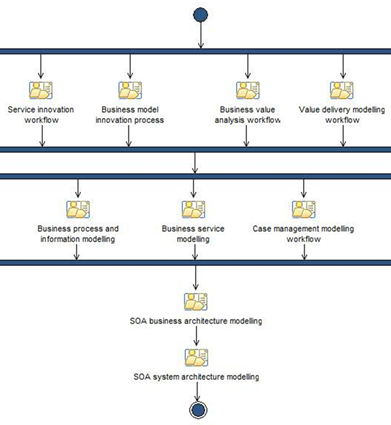 Service innovation
workflow
Business model
innovation process
Business value
analysis workflow
Value delivery modelling
workflow
Business process and
information modelling
Business service
modelling
Case management modelling
workflow
SOA business architecture modelling
SOA system architecture modelling